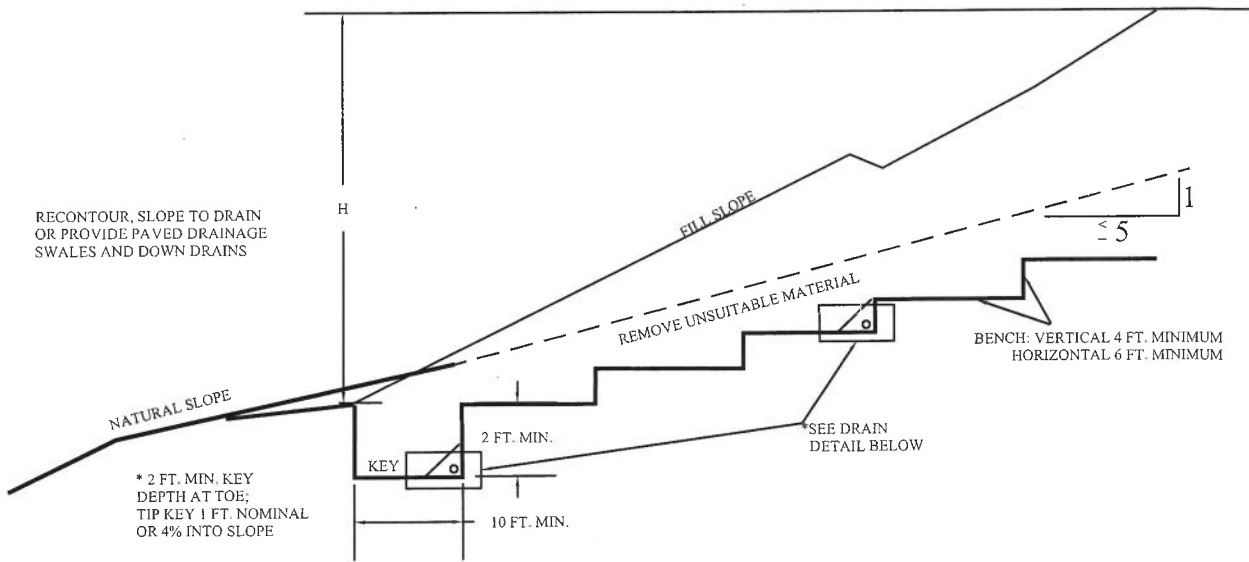 H
RECONTOUR, SLOPE TO DRAIN
OR PROVIDE PAVED DRAINAGE
SWALES AND DOWN DRAINS
FILL SLOPE
1
≤ 5
REMOVE UNSUITABLE MATERIAL
BENCH: VERTICAL 4 FT. MINIMUM
HORIZONTAL 6 FT. MINIMUM
NATURAL SLOPE
*SEE DRAIN
DETAIL BELOW
2 FT. MIN.
KEY
* 2 FT. MIN. KEY
DEPTH AT TOE;
TIP KEY 1 FT. NOMINAL
OR 4% INTO SLOPE
10 FT. MIN.